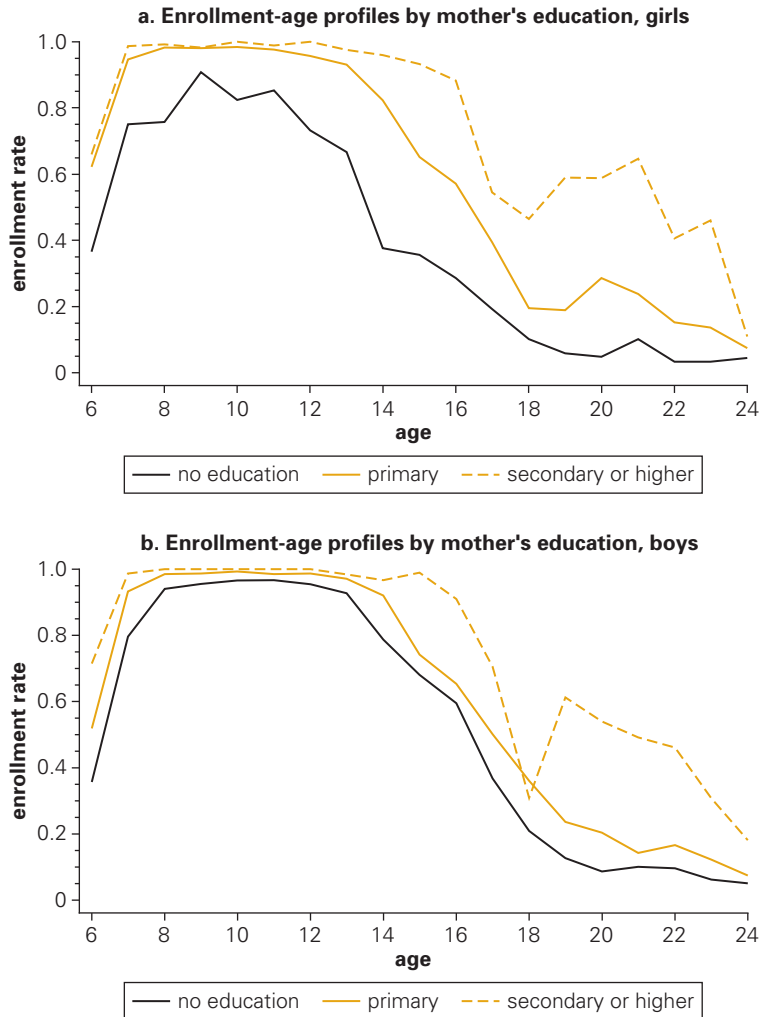 a. Enrollment-age profiles by mother's education, girls
1.0
0.8
0.6
0.4
0.2
0
enrollment rate
6 8 10 12 14 16 18 20 22 24
age
no education primary secondary or higher
b. Enrollment-age profiles by mother's education, boys
1.0
0.8
0.6
0.4
0.2
0
enrollment rate
6 8 10 12 14 16 18 20 22 24
age
no education primary secondary or higher